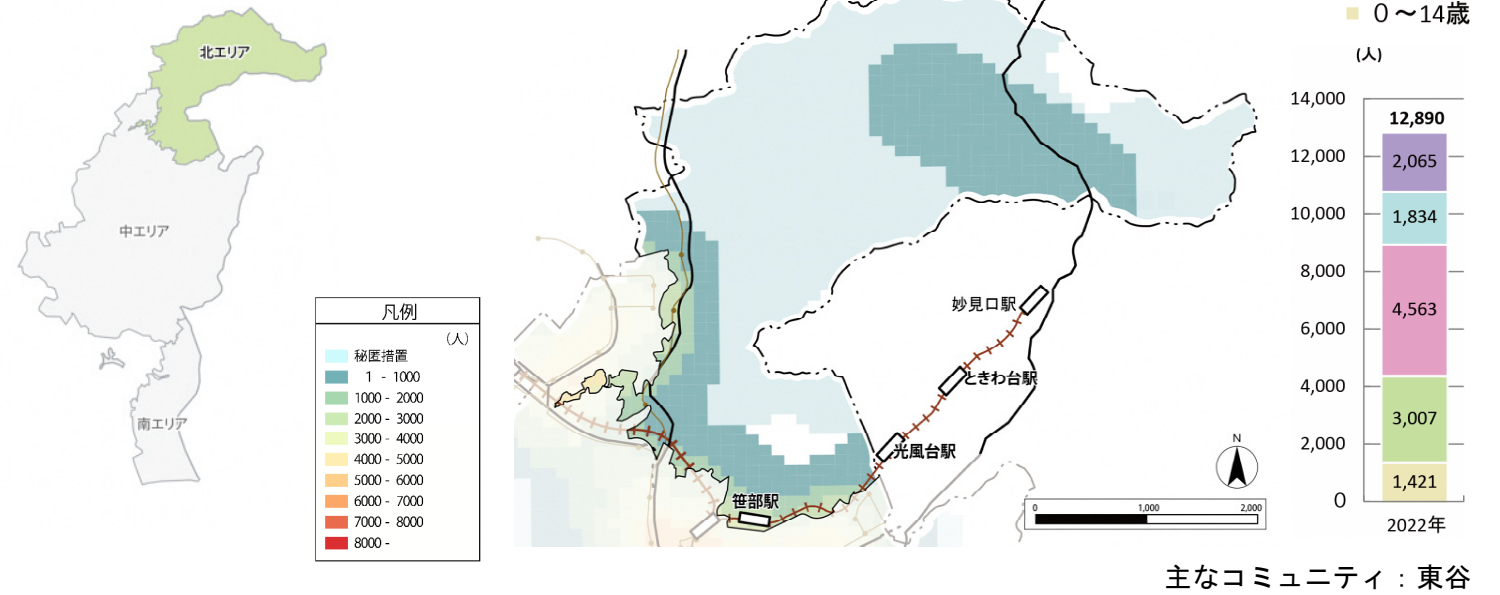 北エリア
中エリア
南エリア
凡例
(人)
秘匿措置
1 - 1000
1000 - 2000
2000 - 3000
3000 - 4000
4000 - 5000
5000 - 6000
6000 - 7000
7000 - 8000
8000 -
妙見口駅
ときわ台駅
光風台駅
笹部駅
N
0 1,000 2,000
0～14歳
(人)
14,000
12,890
12,000
2,065
10,000
1,834
8,000
4,563
6,000
4,000
3,007
2,000
1,421
0
2022年
主なコミュニティ：東谷